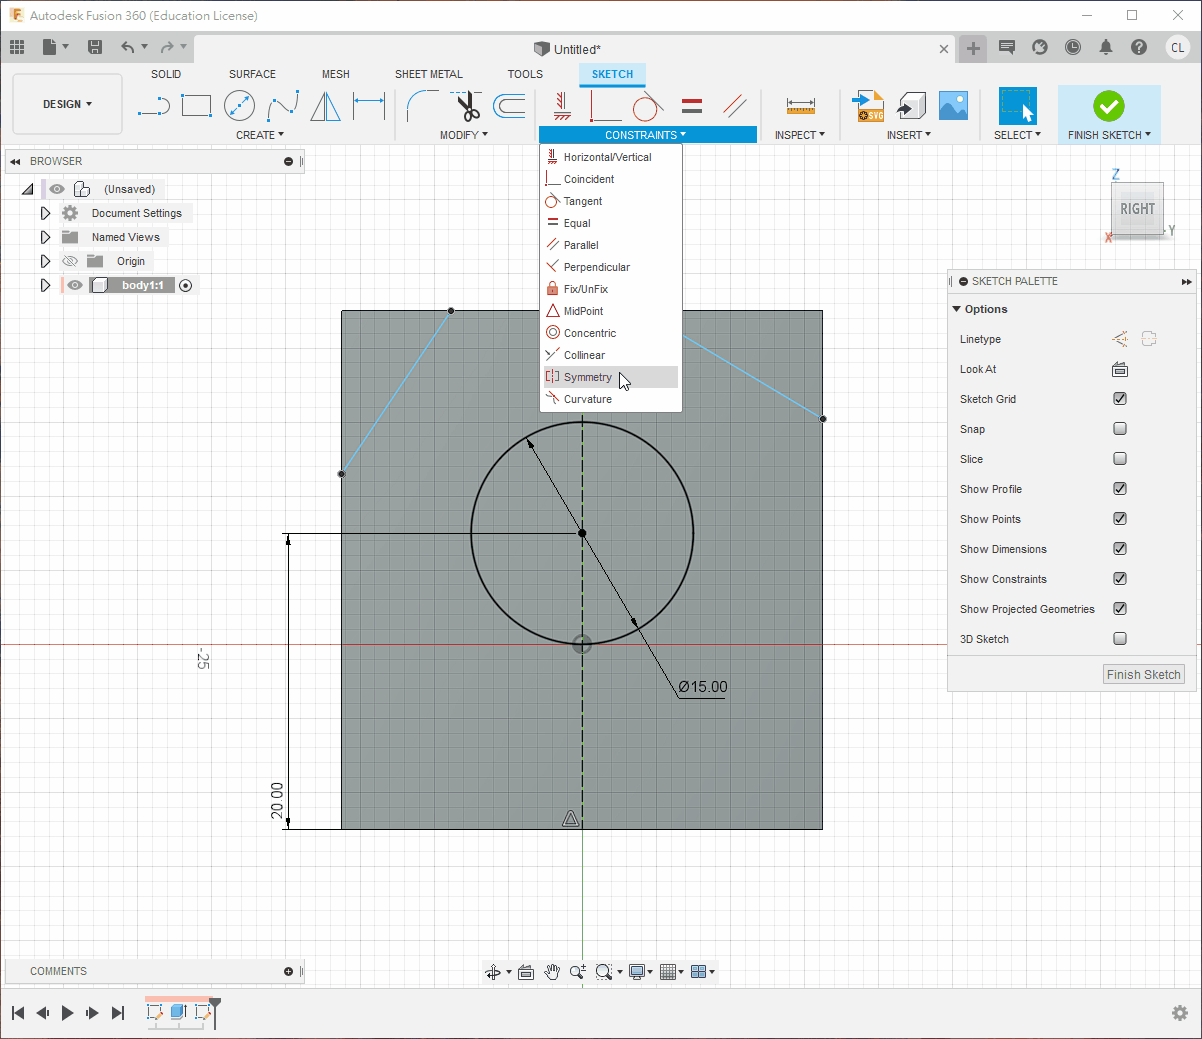 Autodesk Fusion 360 (Education License)
Untitled*
CL
SOLID
SURFACE
MESH
SHEET METAL
TOOLS
SKETCH
DESIGN
CREATE
MODIFY
CONSTRAINTS
INSPECT
SVG
INSERT
SELECT
FINISH SKETCH
BROWSER
(Unsaved)
Document Settings
Named Views
Origin
body1:1
Horizontal/Vertical
Coincident
Tangent
Equal
Parallel
Perpendicular
Fix/UnFix
MidPoint
Concentric
Collinear
Symmetry
Curvature
Z
RIGHT
X
Y
SKETCH PALETTE
Options
Linetype
Look At
Sketch Grid
Snap
Slice
Show Profile
Show Points
Show Dimensions
Show Constraints
Show Projected Geometries
3D Sketch
Finish Sketch
-25
Ø15.00
20.00
COMMENTS